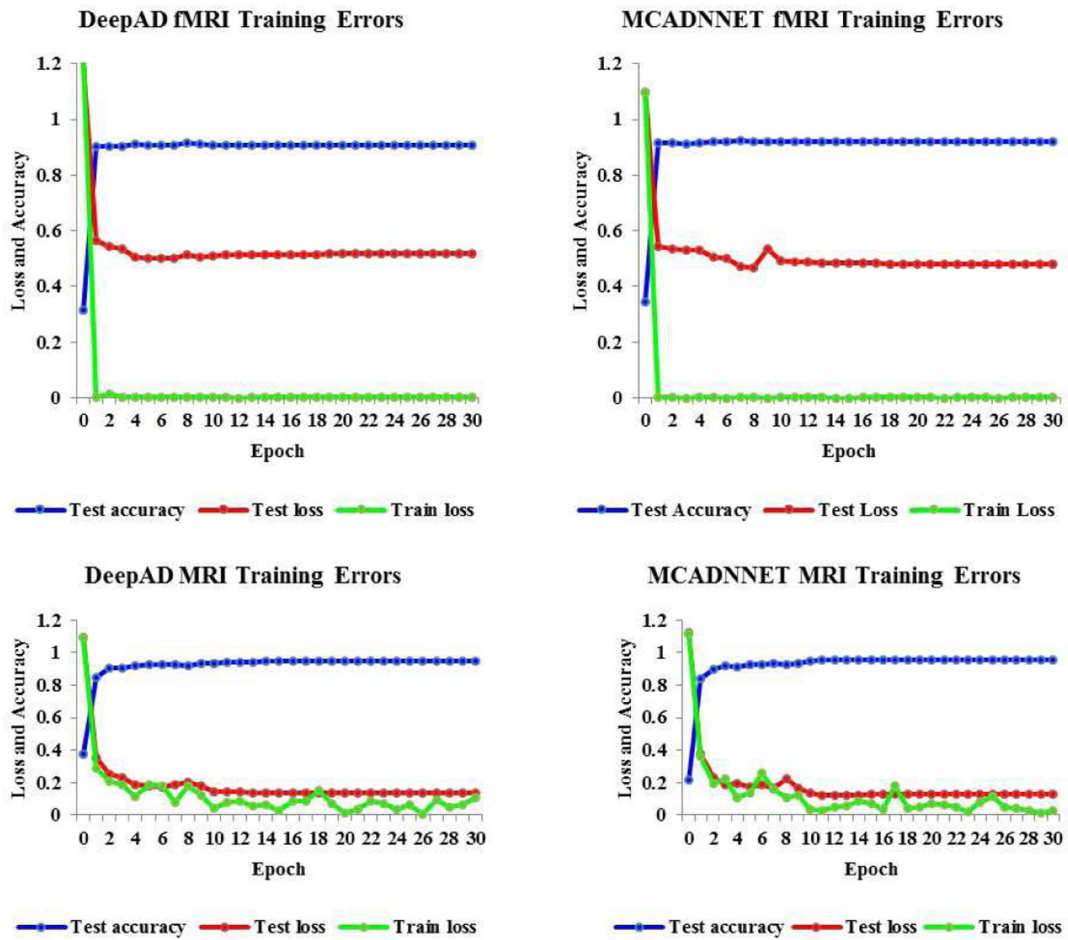 DeepAD fMRI Training Errors
Loss and Accuracy
1.2
1
0.8
0.6
0.4
0.2
0
0 2 4 6 8 10 12 14 16 18 20 22 24 26 28 30
Epoch
Test accuracy Test loss Train loss
MCADNNET fMRI Training Errors
Loss and Accuracy
1.2
1
0.8
0.6
0.4
0.2
0
0 2 4 6 8 10 12 14 16 18 20 22 24 26 28 30
Epoch
Test Accuracy Test Loss Train Loss
DeepAD MRI Training Errors
Loss and Accuracy
1.2
1
0.8
0.6
0.4
0.2
0
0 2 4 6 8 10 12 14 16 18 20 22 24 26 28 30
Epoch
Test accuracy Test loss Train loss
MCADNNET MRI Training Errors
Loss and Accuracy
1.2
1
0.8
0.6
0.4
0.2
0
0 2 4 6 8 10 12 14 16 18 20 22 24 26 28 30
Epoch
Test accuracy Test loss Train loss